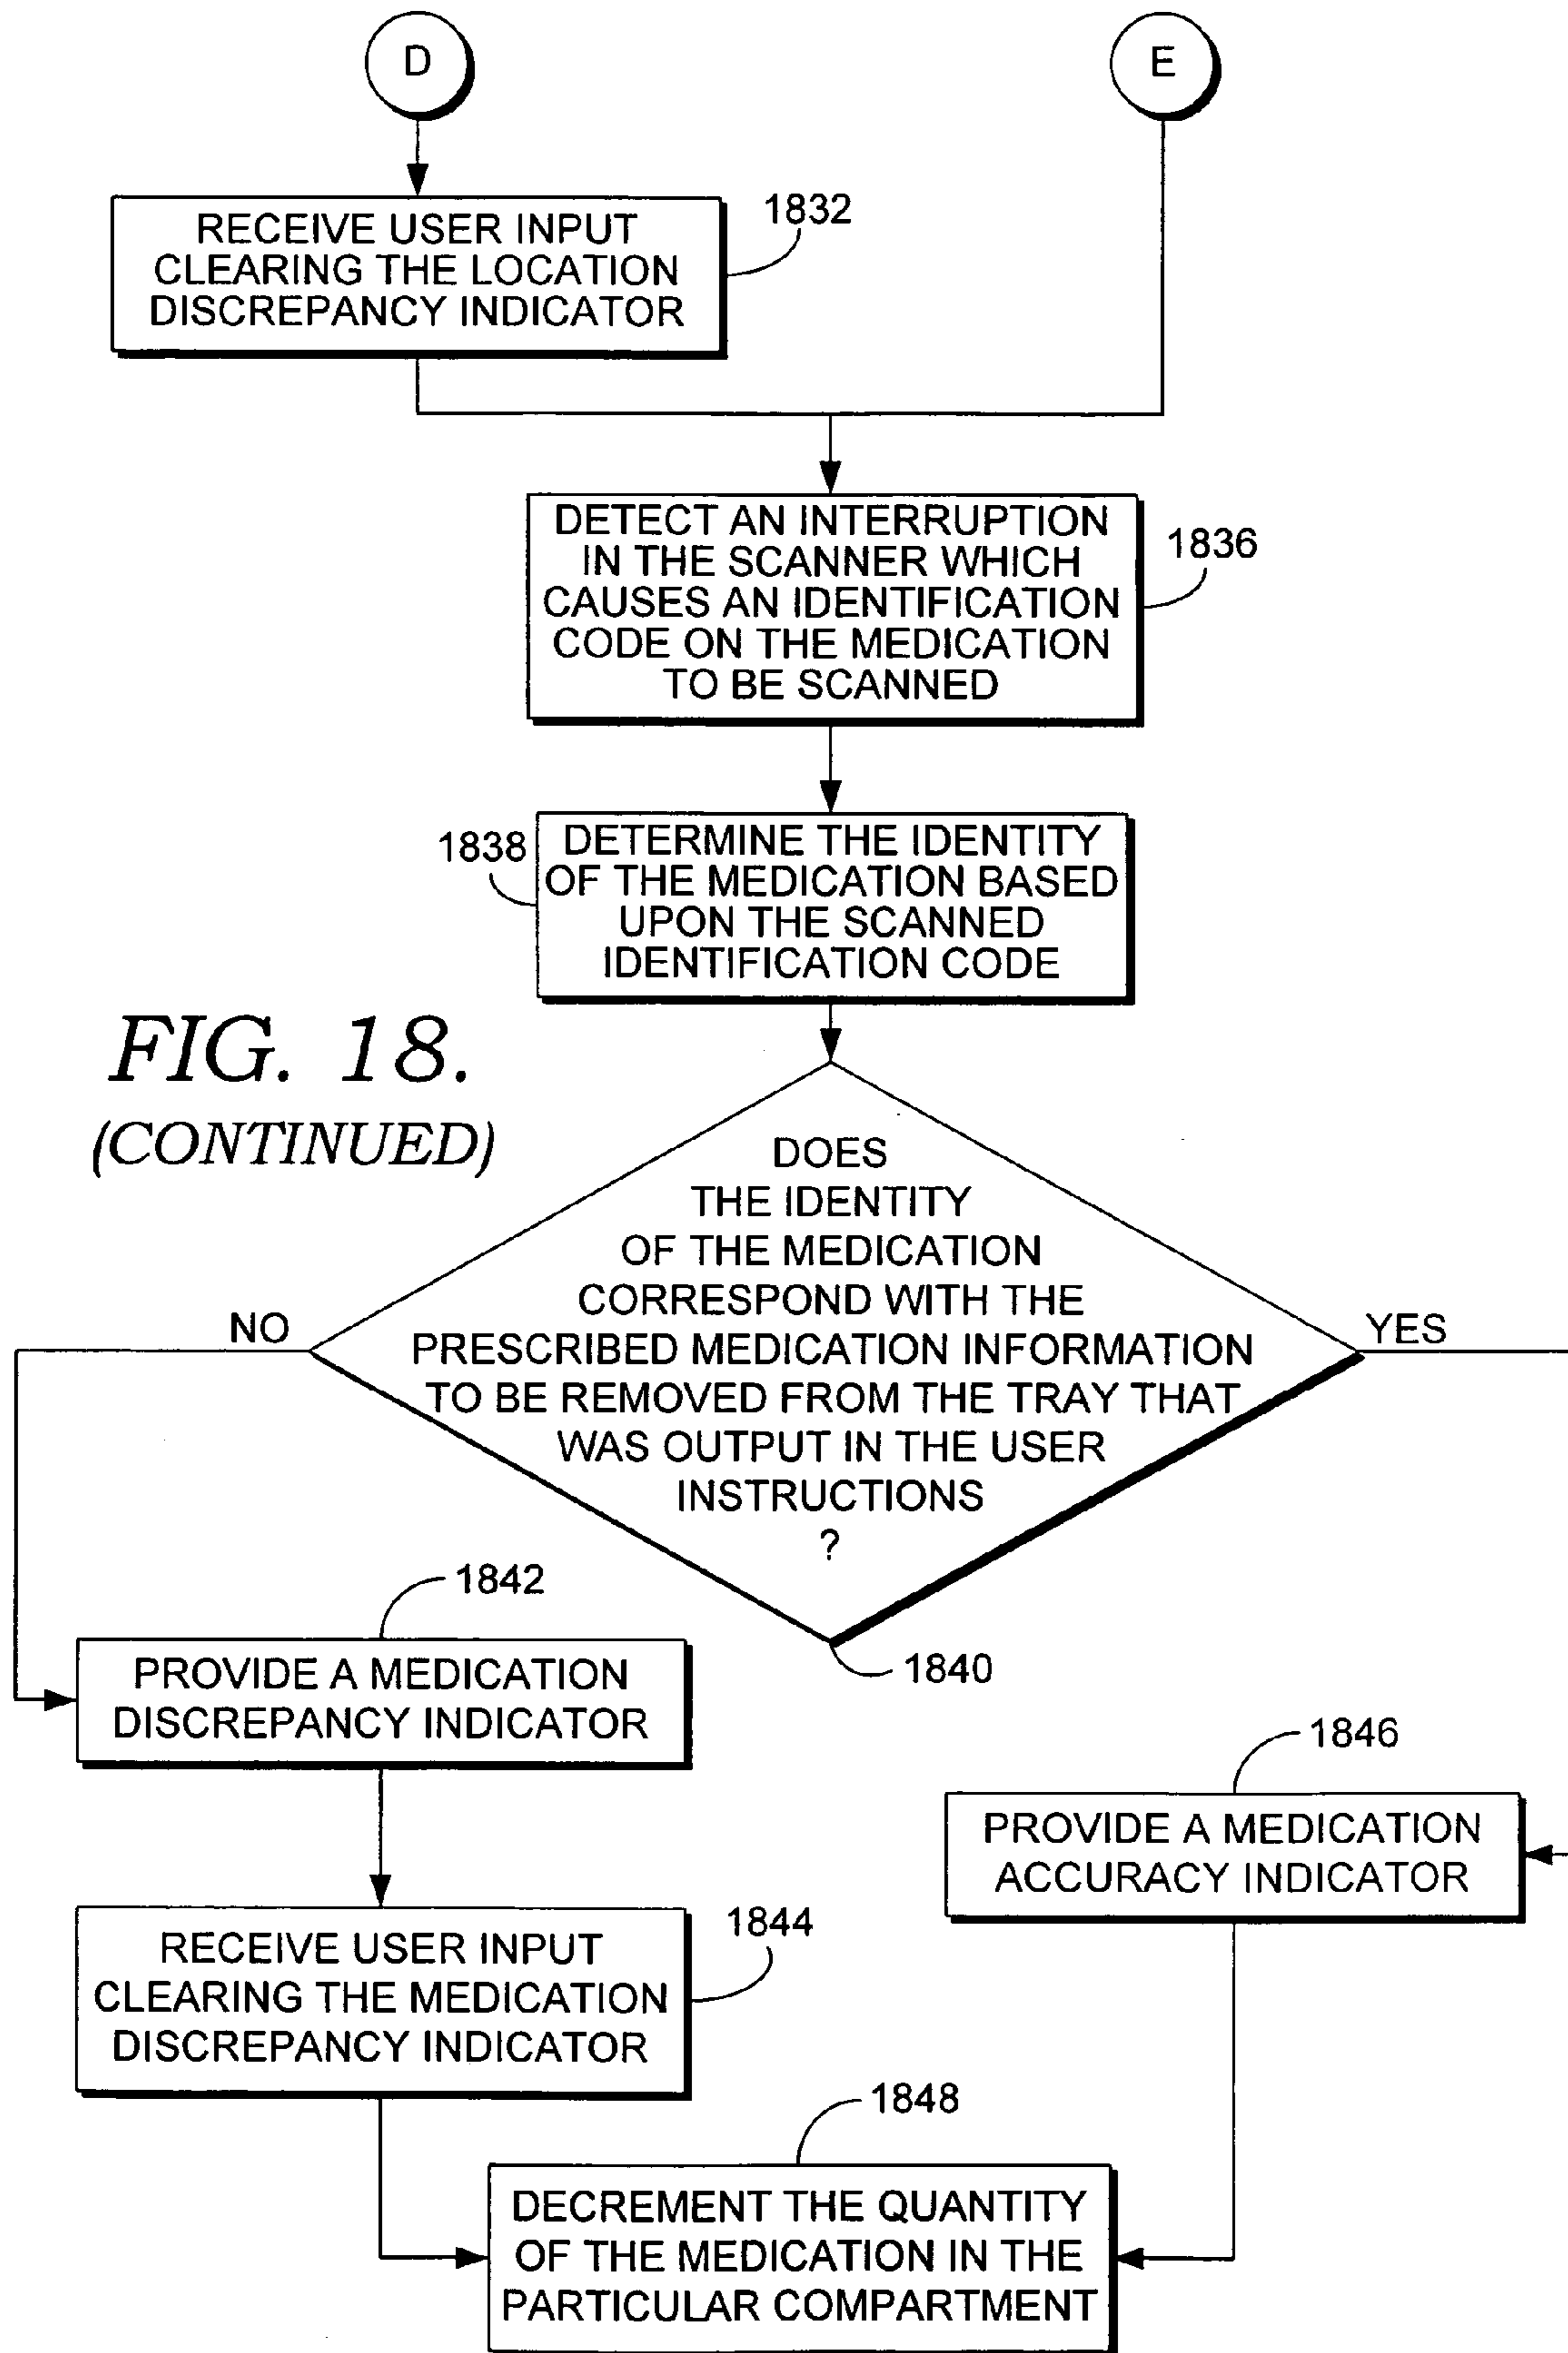 D
E
RECEIVE USER INPUT
CLEARING THE LOCATION
DISCREPANCY INDICATOR
1832
DETECT AN INTERRUPTION
IN THE SCANNER WHICH
CAUSES AN IDENTIFICATION
CODE ON THE MEDICATION
TO BE SCANNED
1836
1838
DETERMINE THE IDENTITY
OF THE MEDICATION BASED
UPON THE SCANNED
IDENTIFICATION CODE
FIG. 18.
(CONTINUED)
DOES
THE IDENTITY
OF THE MEDICATION
CORRESPOND WITH THE
PRESCRIBED MEDICATION INFORMATION
TO BE REMOVED FROM THE TRAY THAT
WAS OUTPUT IN THE USER
INSTRUCTIONS
?
NO
YES
1840
1842
PROVIDE A MEDICATION
DISCREPANCY INDICATOR
1846
PROVIDE A MEDICATION
ACCURACY INDICATOR
1844
RECEIVE USER INPUT
CLEARING THE MEDICATION
DISCREPANCY INDICATOR
1848
DECREMENT THE QUANTITY
OF THE MEDICATION IN THE
PARTICULAR COMPARTMENT